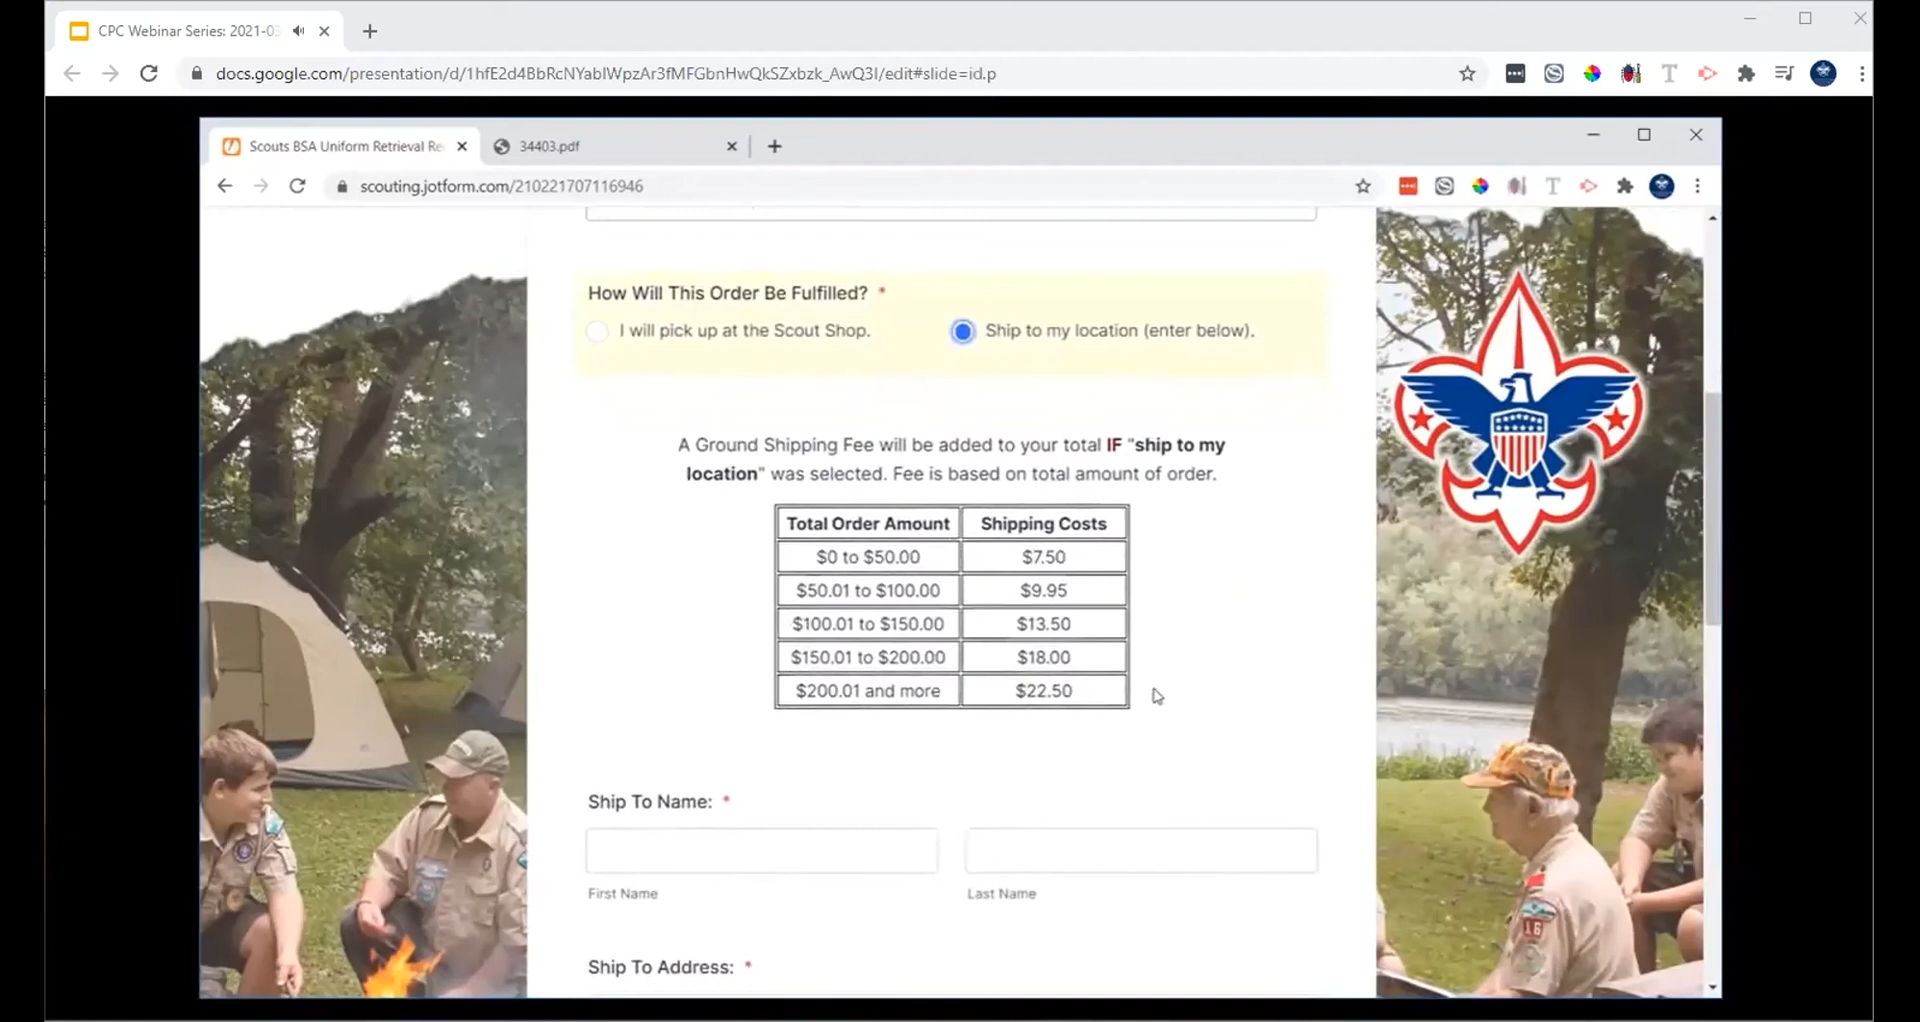 CPC Webinar Series: 2021-03
docs.google.com/presentation/d/1hfE2d4BbRcNYablWpzAr3fMFGbnHwQkSZxbzk_AwQ3I/edit#slide=id.p
Scouts BSA Uniform Retrieval Re
34403.pdf
scouting.jotform.com/210221707116946
How Will This Order Be Fulfilled? *
I will pick up at the Scout Shop.
Ship to my location (enter below).
A Ground Shipping Fee will be added to your total IF "ship to my
location" was selected. Fee is based on total amount of order.
Total Order Amount Shipping Costs
$0 to $50.00 $7.50
$50.01 to $100.00 $9.95
$100.01 to $150.00 $13.50
$150.01 to $200.00 $18.00
$200.01 and more $22.50
Ship To Name: *
First Name Last Name
Ship To Address: *
16